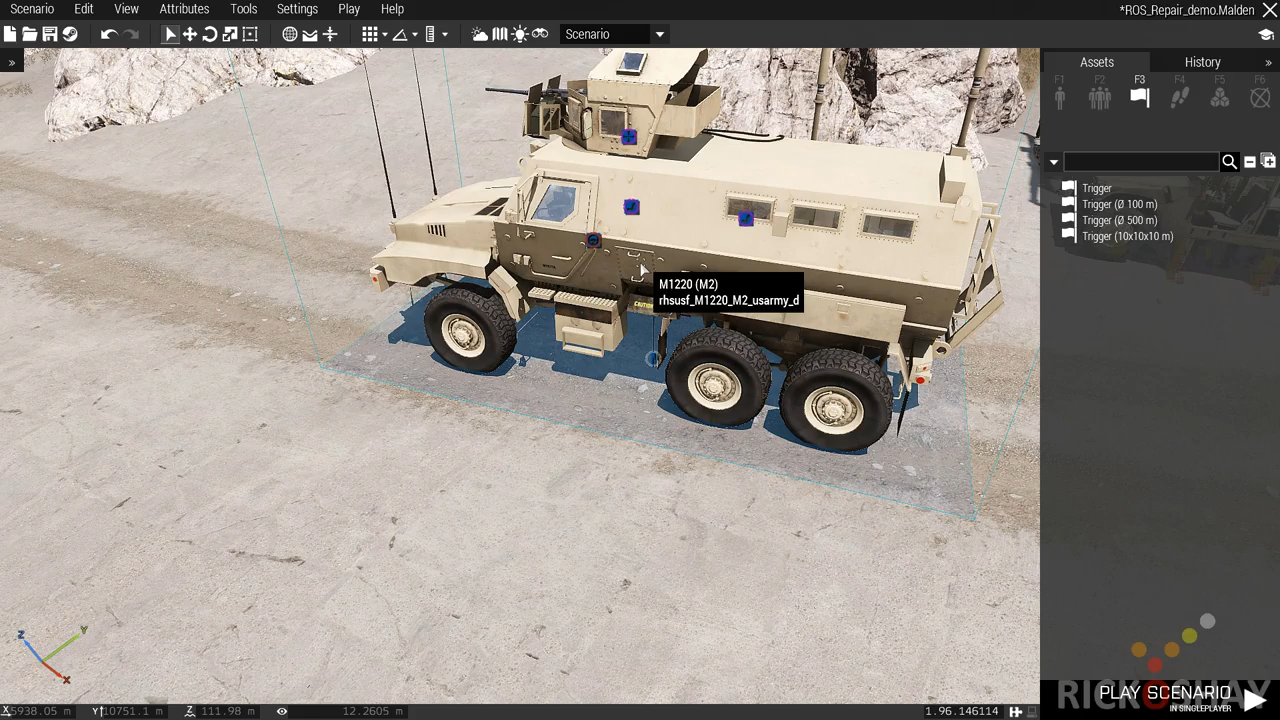 Scenario Edit View Attributes Tools Settings Play Help *ROS_Repair_demo.Malden
Scenario
Assets History
F1 F2 F3 F4 F5 F6
Trigger
Trigger (Ø 100 m)
Trigger (Ø 500 m)
Trigger (10x10x10 m)
M1220 (M2)
rhsusf_M1220_M2_usarmy_d
CAUTION
Z Y X
PLAY SCENARIO
IN SINGLEPLAYER
X 5938.05 m Y 10751.1 m Z 111.98 m 12.2605 m 1.96.146114